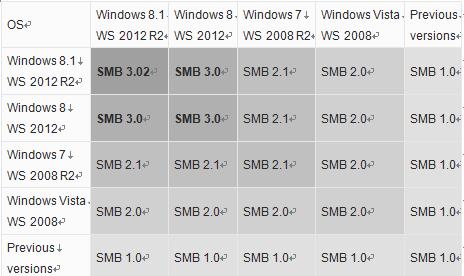 OS Windows 8.1 WS 2012 R2 Windows 8 WS 2012 Windows 7 WS 2008 R2 Windows Vista WS 2008 Previous versions
Windows 8.1 WS 2012 R2 SMB 3.02 SMB 3.0 SMB 2.1 SMB 2.0 SMB 1.0
Windows 8 WS 2012 SMB 3.0 SMB 3.0 SMB 2.1 SMB 2.0 SMB 1.0
Windows 7 WS 2008 R2 SMB 2.1 SMB 2.1 SMB 2.1 SMB 2.0 SMB 1.0
Windows Vista WS 2008 SMB 2.0 SMB 2.0 SMB 2.0 SMB 2.0 SMB 1.0
Previous versions SMB 1.0 SMB 1.0 SMB 1.0 SMB 1.0 SMB 1.0